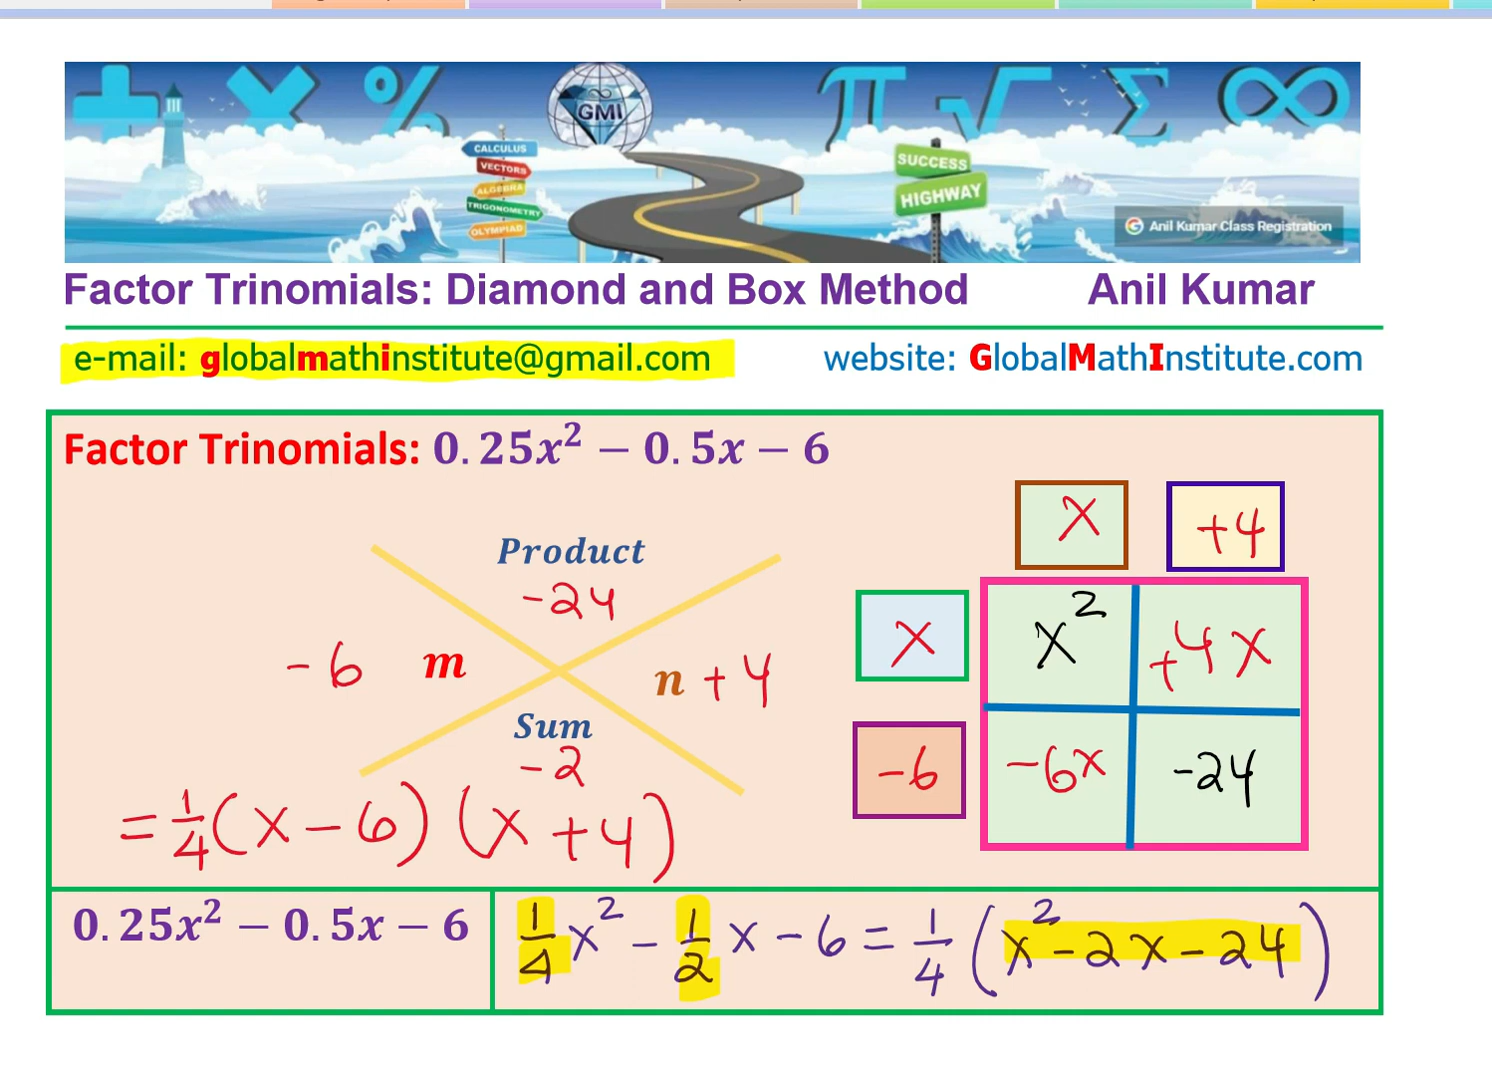 + × % π √ Σ ∞
GMI
CALCULUS
VECTORS
ALGEBRA
TRIGONOMETRY
OLYMPIAD
SUCCESS
HIGHWAY
Anil Kumar Class Registration
Factor Trinomials: Diamond and Box Method Anil Kumar
e-mail: globalmathinstitute@gmail.com website: GlobalMathInstitute.com
Factor Trinomials: 0.25x² − 0.5x − 6
x +4
Product
-24
-6 m n +4
Sum
-2
x x² +4x
-6 -6x -24
= 1/4 (x - 6) (x + 4)
0.25x² − 0.5x − 6
1/4 x² - 1/2 x - 6 = 1/4 (x² - 2x - 24)